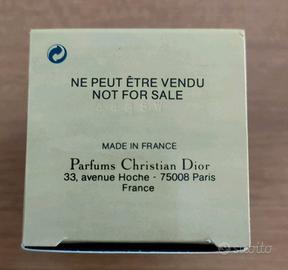 NE PEUT ÊTRE VENDU
NOT FOR SALE
MADE IN FRANCE
Parfums Christian Dior
33, avenue Hoche - 75008 Paris
France
subito